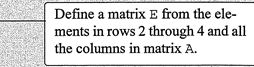 Define a matrix E from the ele-
ments in rows 2 through 4 and all
the columns in matrix A.